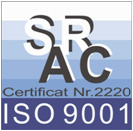 SR
AC
Certificat Nr.2220
ISO 9001